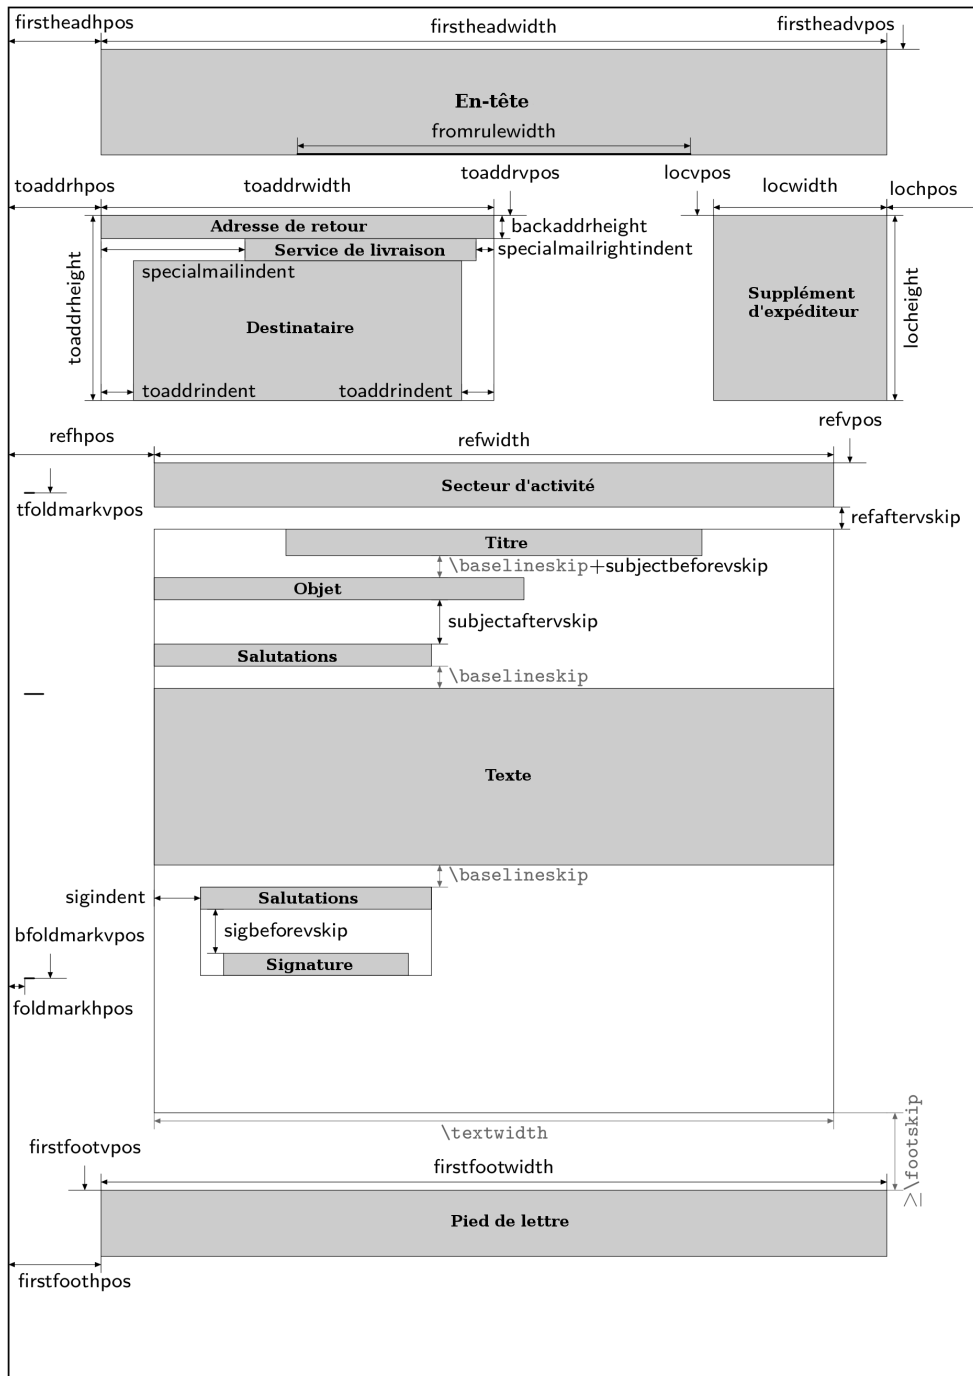 firstheadhpos
firstheadwidth
firstheadvpos
En-tête
fromrulewidth
toaddrhpos
toaddrwidth
toaddrvpos
locvpos
locwidth
lochpos
Adresse de retour
backaddrheight
Service de livraison
specialmailrightindent
specialmailindent
toaddrheight
Destinataire
Supplément
d'expéditeur
locheight
toaddrindent
toaddrindent
refvpos
refhpos
refwidth
Secteur d'activité
tfoldmarkvpos
refaftervskip
Titre
\baselineskip+subjectbeforevskip
Objet
subjectaftervskip
Salutations
\baselineskip
Texte
\baselineskip
sigindent
Salutations
sigbeforevskip
bfoldmarkvpos
Signature
foldmarkhpos
\textwidth
≥\footskip
firstfootvpos
firstfootwidth
Pied de lettre
firstfoothpos